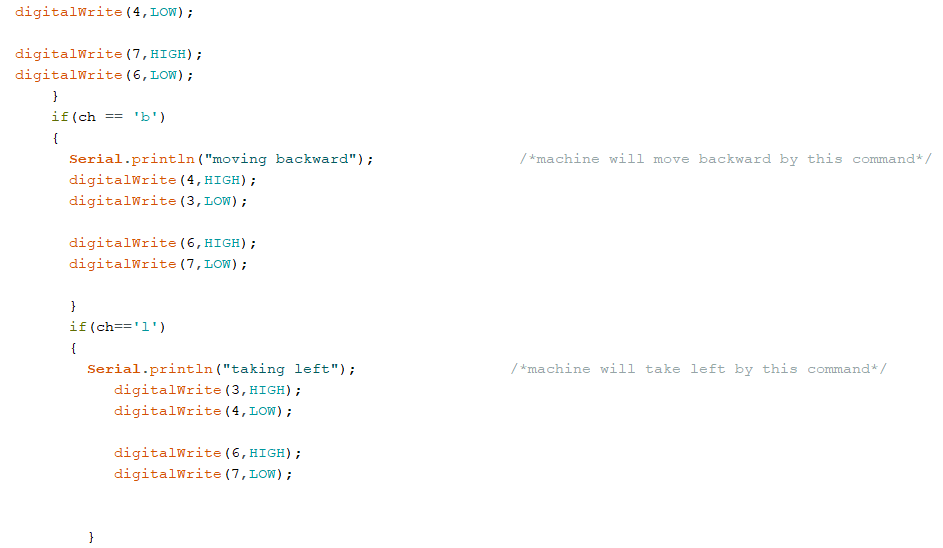 digitalWrite(4,LOW);
digitalWrite(7,HIGH);
digitalWrite(6,LOW);
}
if(ch == 'b')
{
Serial.println("moving backward"); /*machine will move backward by this command*/
digitalWrite(4,HIGH);
digitalWrite(3,LOW);
digitalWrite(6,HIGH);
digitalWrite(7,LOW);
}
if(ch=='l')
{
Serial.println("taking left"); /*machine will take left by this command*/
digitalWrite(3,HIGH);
digitalWrite(4,LOW);
digitalWrite(6,HIGH);
digitalWrite(7,LOW);
}